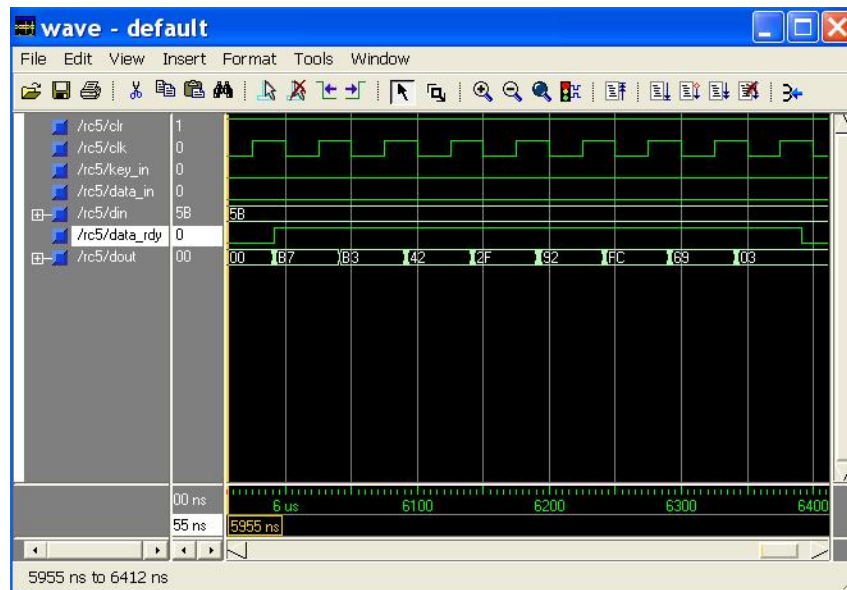 wave - default
File Edit View Insert Format Tools Window
/rc5/clr 1
/rc5/clk 0
/rc5/key_in 0
/rc5/data_in 0
/rc5/din 5B 5B
/rc5/data_rdy 0
/rc5/dout 00 00 B7 B3 42 2F 92 FC 69 03
00 ns 6 us 6100 6200 6300 6400
55 ns 5955 ns
5955 ns to 6412 ns